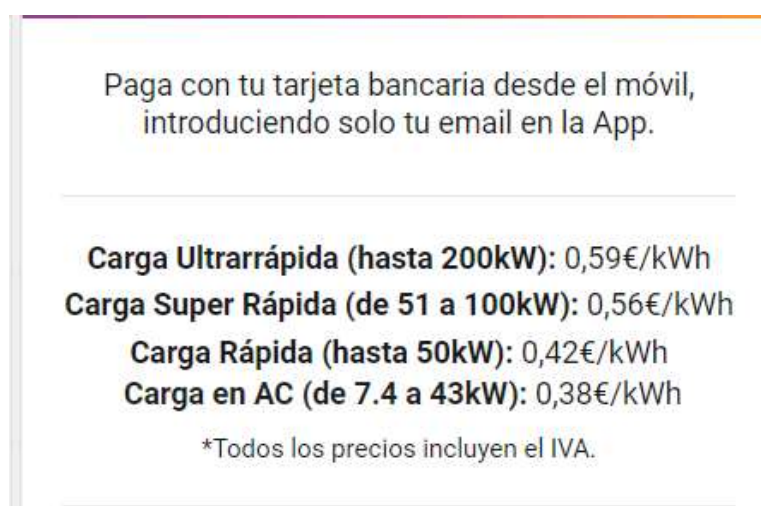 Paga con tu tarjeta bancaria desde el móvil,
introduciendo solo tu email en la App.
Carga Ultrarrápida (hasta 200kW): 0,59€/kWh
Carga Super Rápida (de 51 a 100kW): 0,56€/kWh
Carga Rápida (hasta 50kW): 0,42€/kWh
Carga en AC (de 7.4 a 43kW): 0,38€/kWh
*Todos los precios incluyen el IVA.